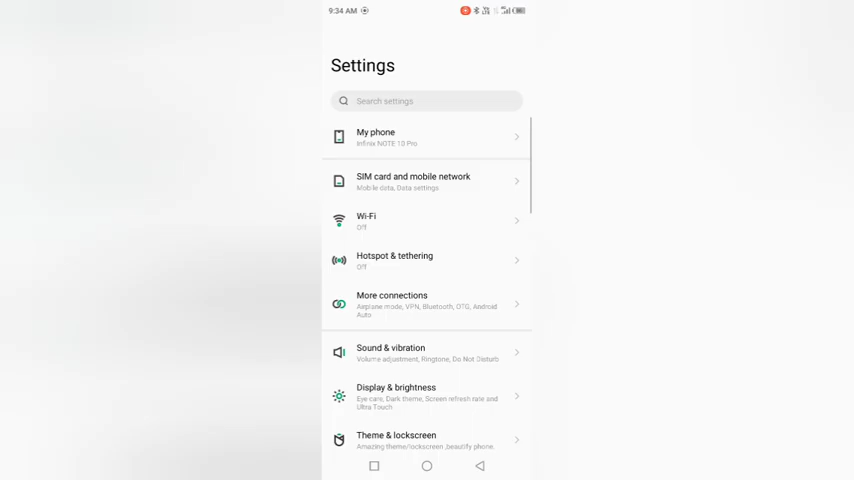 9:34 AM
Settings
Search settings
My phone
Infinix NOTE 10 Pro
SIM card and mobile network
Mobile data, Data settings
Wi-Fi
Off
Hotspot & tethering
Off
More connections
Airplane mode, VPN, Bluetooth, OTG, Android
Auto
Sound & vibration
Volume adjustment, Ringtone, Do Not Disturb
Display & brightness
Eye care, Dark theme, Screen refresh rate and
Ultra Touch
Theme & lockscreen
Amazing theme/lockscreen ,beautify phone.